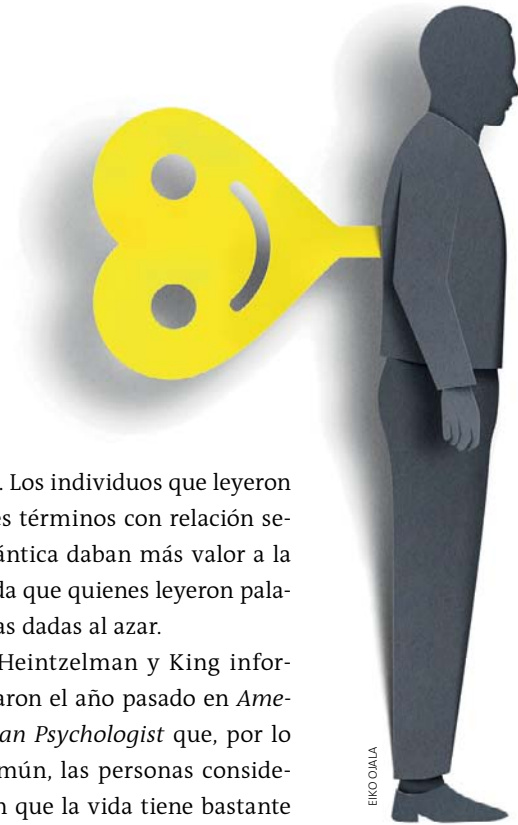 . Los individuos que leyeron
es términos con relación se-
ántica daban más valor a la
da que quienes leyeron pala-
as dadas al azar.
Heintzelman y King infor-
aron el año pasado en Ame-
an Psychologist que, por lo
mún, las personas conside-
n que la vida tiene bastante
EIKO OJALA